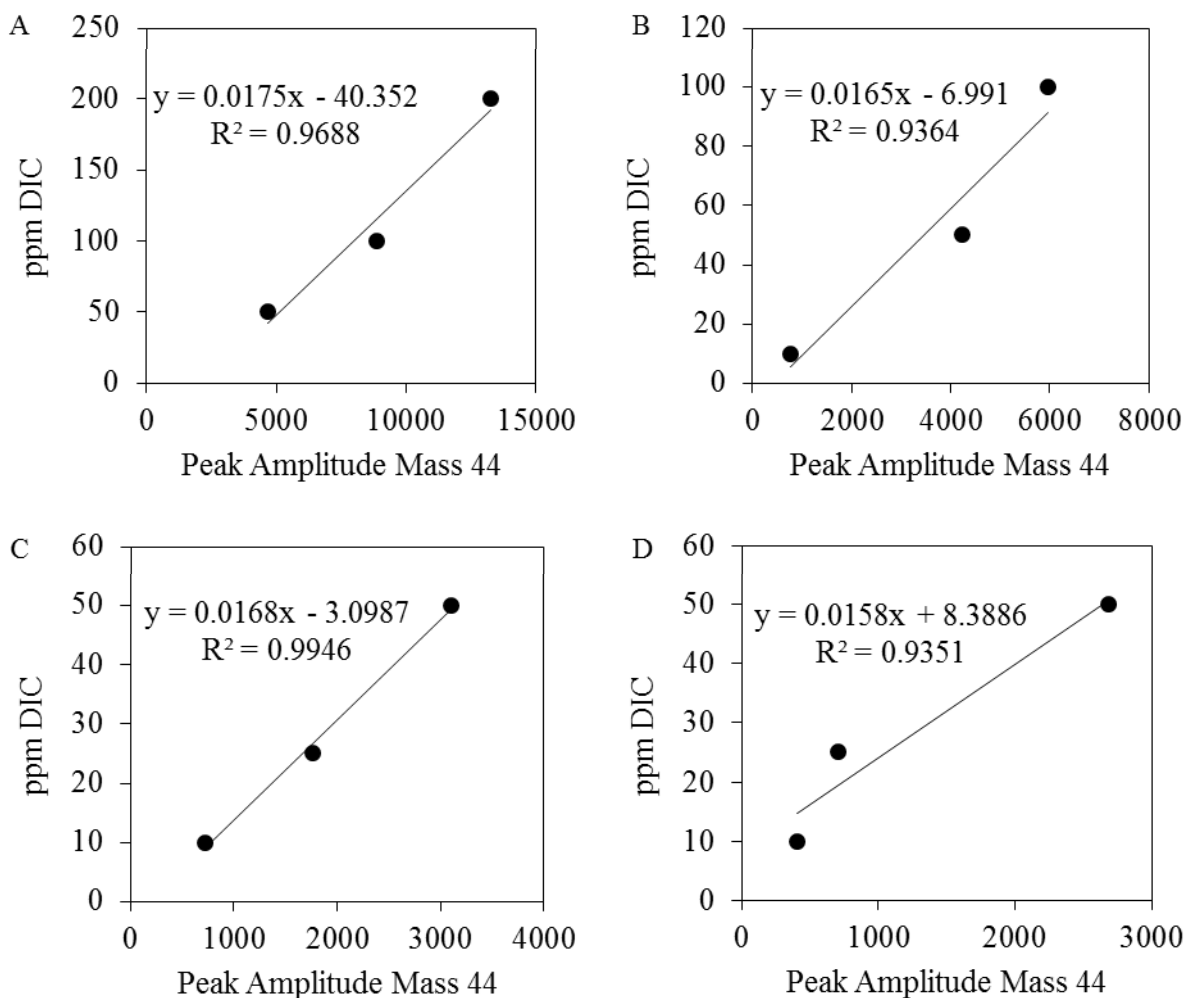 A
250
200
150
100
50
0
y = 0.0175x - 40.352
R² = 0.9688
ppm DIC
0 5000 10000 15000
Peak Amplitude Mass 44
B
120
100
80
60
40
20
0
y = 0.0165x - 6.991
R² = 0.9364
ppm DIC
0 2000 4000 6000 8000
Peak Amplitude Mass 44
C
60
50
40
30
20
10
0
y = 0.0168x - 3.0987
R² = 0.9946
ppm DIC
0 1000 2000 3000 4000
Peak Amplitude Mass 44
D
60
50
40
30
20
10
0
y = 0.0158x + 8.3886
R² = 0.9351
ppm DIC
0 1000 2000 3000
Peak Amplitude Mass 44